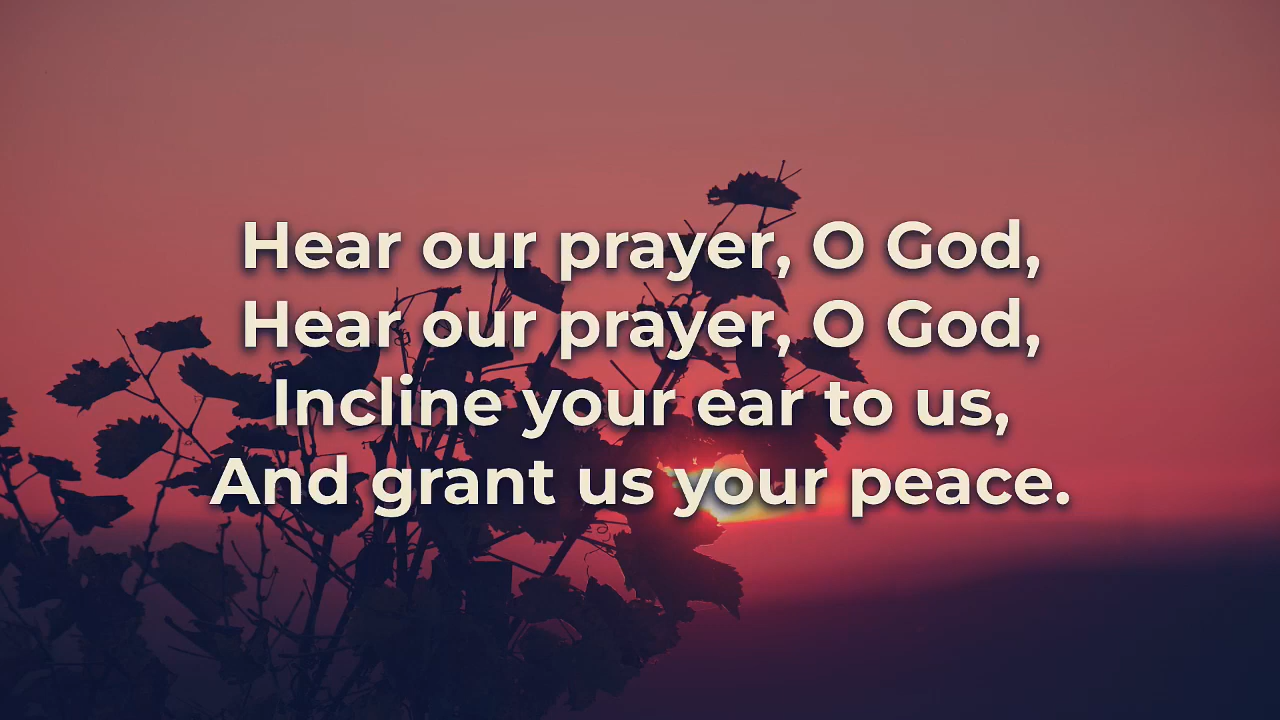 Hear our prayer, O God,
Hear our prayer, O God,
Incline your ear to us,
And grant us your peace.